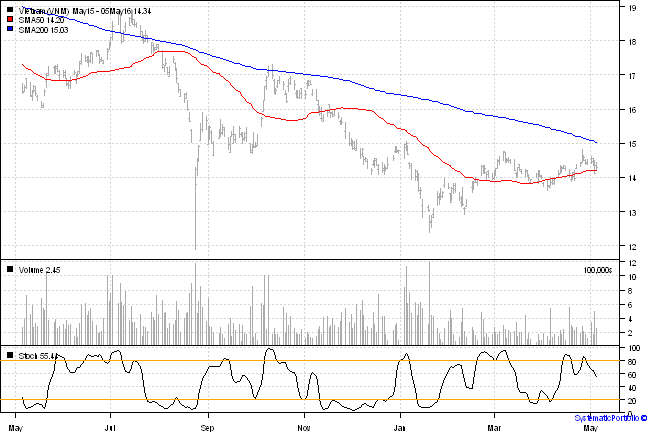 Vietnam (VNM) May15 - 05May16 14.34
SMA50 14.20
SMA200 15.03
19
18
17
16
15
14
13
12
Volume 2.45
100,000s
12
10
8
6
4
2
Stoch 55.44
100
80
60
40
20
0
May
Jul
Sep
Nov
Jan
Mar
May
SystematicPortfolio ©